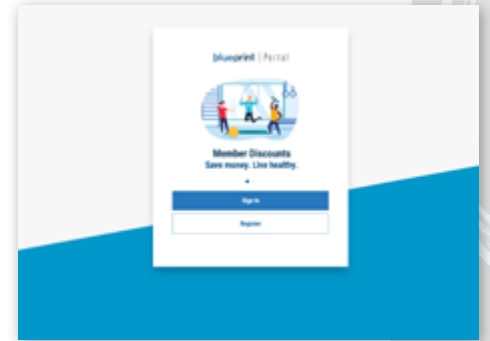 blueprint | Portal
Member Discounts
Save money. Live healthy.
Sign In
Register